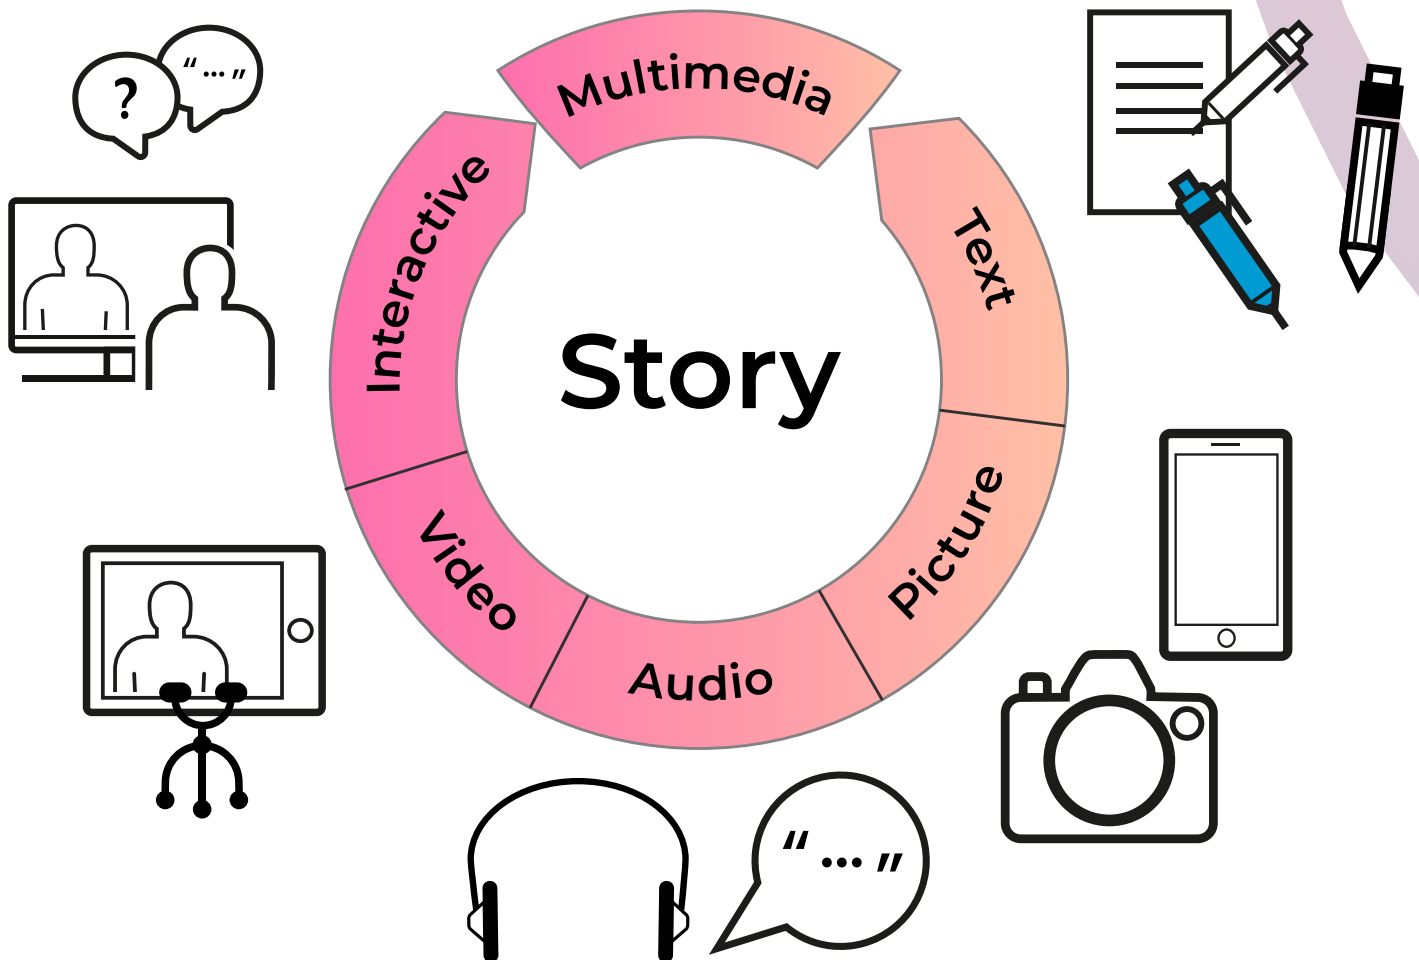 Multimedia
? “ ... ”
Interactive
Text
Story
Picture
Video
Audio
“ ... ”